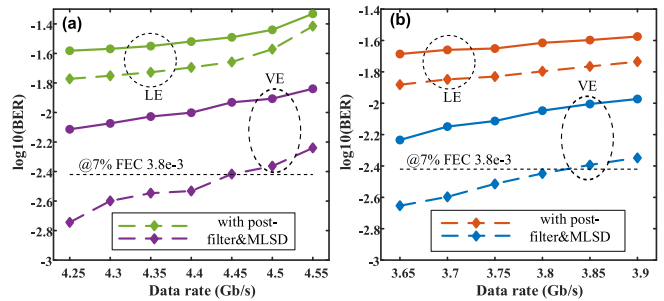 (a)
log10(BER)
-1.4
-1.6
-1.8
-2
-2.2
-2.4
-2.6
-2.8
-3
LE
VE
@7% FEC 3.8e-3
with post-
filter&MLSD
4.25
4.3
4.35
4.4
4.45
4.5
4.55
Data rate (Gb/s)
(b)
log10(BER)
-1.4
-1.6
-1.8
-2
-2.2
-2.4
-2.6
-2.8
-3
LE
VE
@7% FEC 3.8e-3
with post-
filter&MLSD
3.65
3.7
3.75
3.8
3.85
3.9
Data rate (Gb/s)